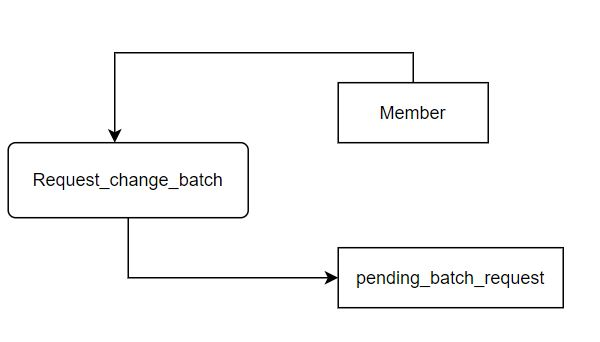 Member
Request_change_batch
pending_batch_request